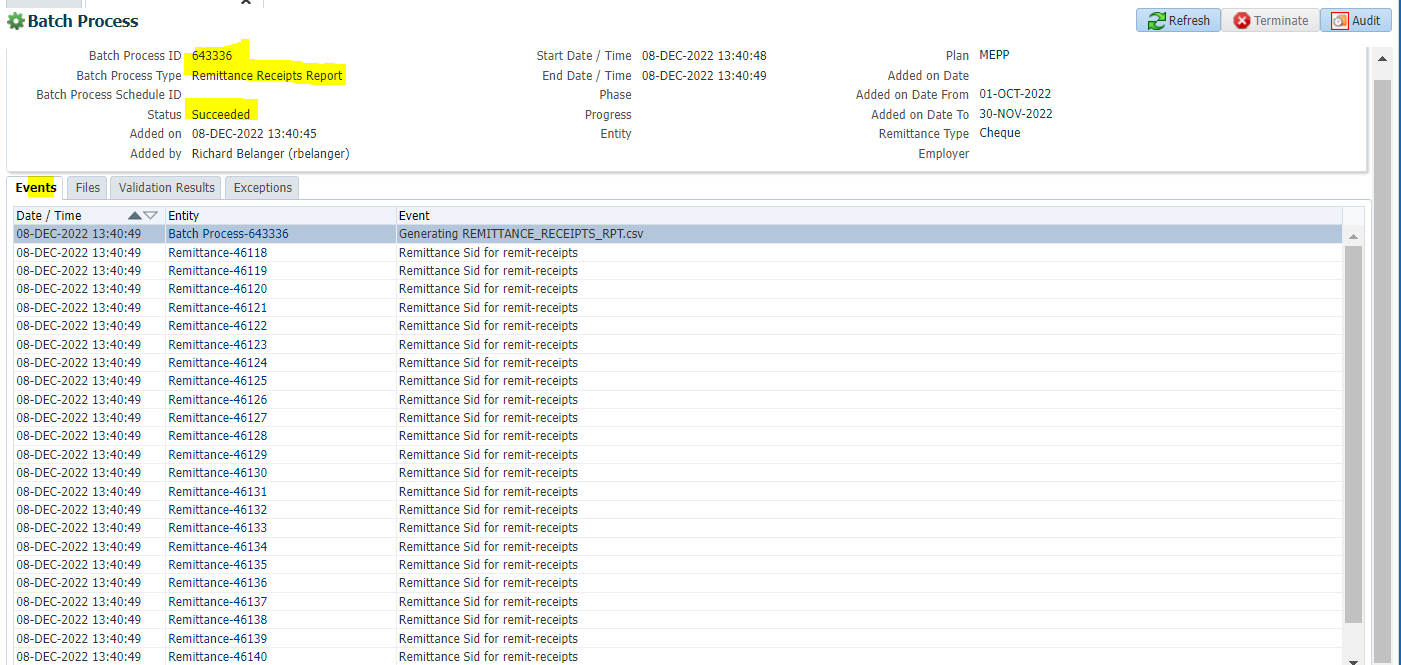 Batch Process
Refresh Terminate Audit
Batch Process ID 643336 Start Date / Time 08-DEC-2022 13:40:48 Plan MEPP
Batch Process Type Remittance Receipts Report End Date / Time 08-DEC-2022 13:40:49 Added on Date
Batch Process Schedule ID Phase Added on Date From 01-OCT-2022
Status Succeeded Progress Added on Date To 30-NOV-2022
Added on 08-DEC-2022 13:40:45 Entity Remittance Type Cheque
Added by Richard Belanger (rbelanger) Employer
Events Files Validation Results Exceptions
Date / Time Entity Event
08-DEC-2022 13:40:49 Batch Process-643336 Generating REMITTANCE_RECEIPTS_RPT.csv
08-DEC-2022 13:40:49 Remittance-46118 Remittance Sid for remit-receipts
08-DEC-2022 13:40:49 Remittance-46119 Remittance Sid for remit-receipts
08-DEC-2022 13:40:49 Remittance-46120 Remittance Sid for remit-receipts
08-DEC-2022 13:40:49 Remittance-46121 Remittance Sid for remit-receipts
08-DEC-2022 13:40:49 Remittance-46122 Remittance Sid for remit-receipts
08-DEC-2022 13:40:49 Remittance-46123 Remittance Sid for remit-receipts
08-DEC-2022 13:40:49 Remittance-46124 Remittance Sid for remit-receipts
08-DEC-2022 13:40:49 Remittance-46125 Remittance Sid for remit-receipts
08-DEC-2022 13:40:49 Remittance-46126 Remittance Sid for remit-receipts
08-DEC-2022 13:40:49 Remittance-46127 Remittance Sid for remit-receipts
08-DEC-2022 13:40:49 Remittance-46128 Remittance Sid for remit-receipts
08-DEC-2022 13:40:49 Remittance-46129 Remittance Sid for remit-receipts
08-DEC-2022 13:40:49 Remittance-46130 Remittance Sid for remit-receipts
08-DEC-2022 13:40:49 Remittance-46131 Remittance Sid for remit-receipts
08-DEC-2022 13:40:49 Remittance-46132 Remittance Sid for remit-receipts
08-DEC-2022 13:40:49 Remittance-46133 Remittance Sid for remit-receipts
08-DEC-2022 13:40:49 Remittance-46134 Remittance Sid for remit-receipts
08-DEC-2022 13:40:49 Remittance-46135 Remittance Sid for remit-receipts
08-DEC-2022 13:40:49 Remittance-46136 Remittance Sid for remit-receipts
08-DEC-2022 13:40:49 Remittance-46137 Remittance Sid for remit-receipts
08-DEC-2022 13:40:49 Remittance-46138 Remittance Sid for remit-receipts
08-DEC-2022 13:40:49 Remittance-46139 Remittance Sid for remit-receipts
08-DEC-2022 13:40:49 Remittance-46140 Remittance Sid for remit-receipts